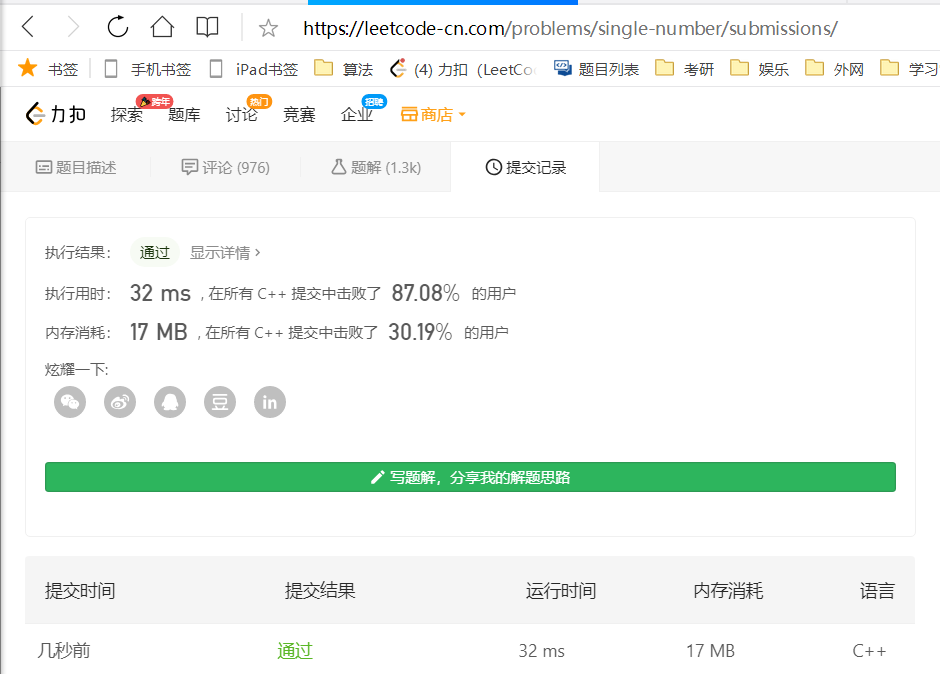 https://leetcode-cn.com/problems/single-number/submissions/
书签 手机书签 iPad书签 算法 (4) 力扣 (LeetCo 题目列表 考研 娱乐 外网 学习
跨年 热门 招聘
力扣 探索 题库 讨论 竞赛 企业 商店
题目描述 评论 (976) 题解 (1.3k) 提交记录
执行结果: 通过 显示详情 >
执行用时: 32 ms , 在所有 C++ 提交中击败了 87.08% 的用户
内存消耗: 17 MB , 在所有 C++ 提交中击败了 30.19% 的用户
炫耀一下:
豆 in
写题解, 分享我的解题思路
提交时间 提交结果 运行时间 内存消耗 语言
几秒前 通过 32 ms 17 MB C++